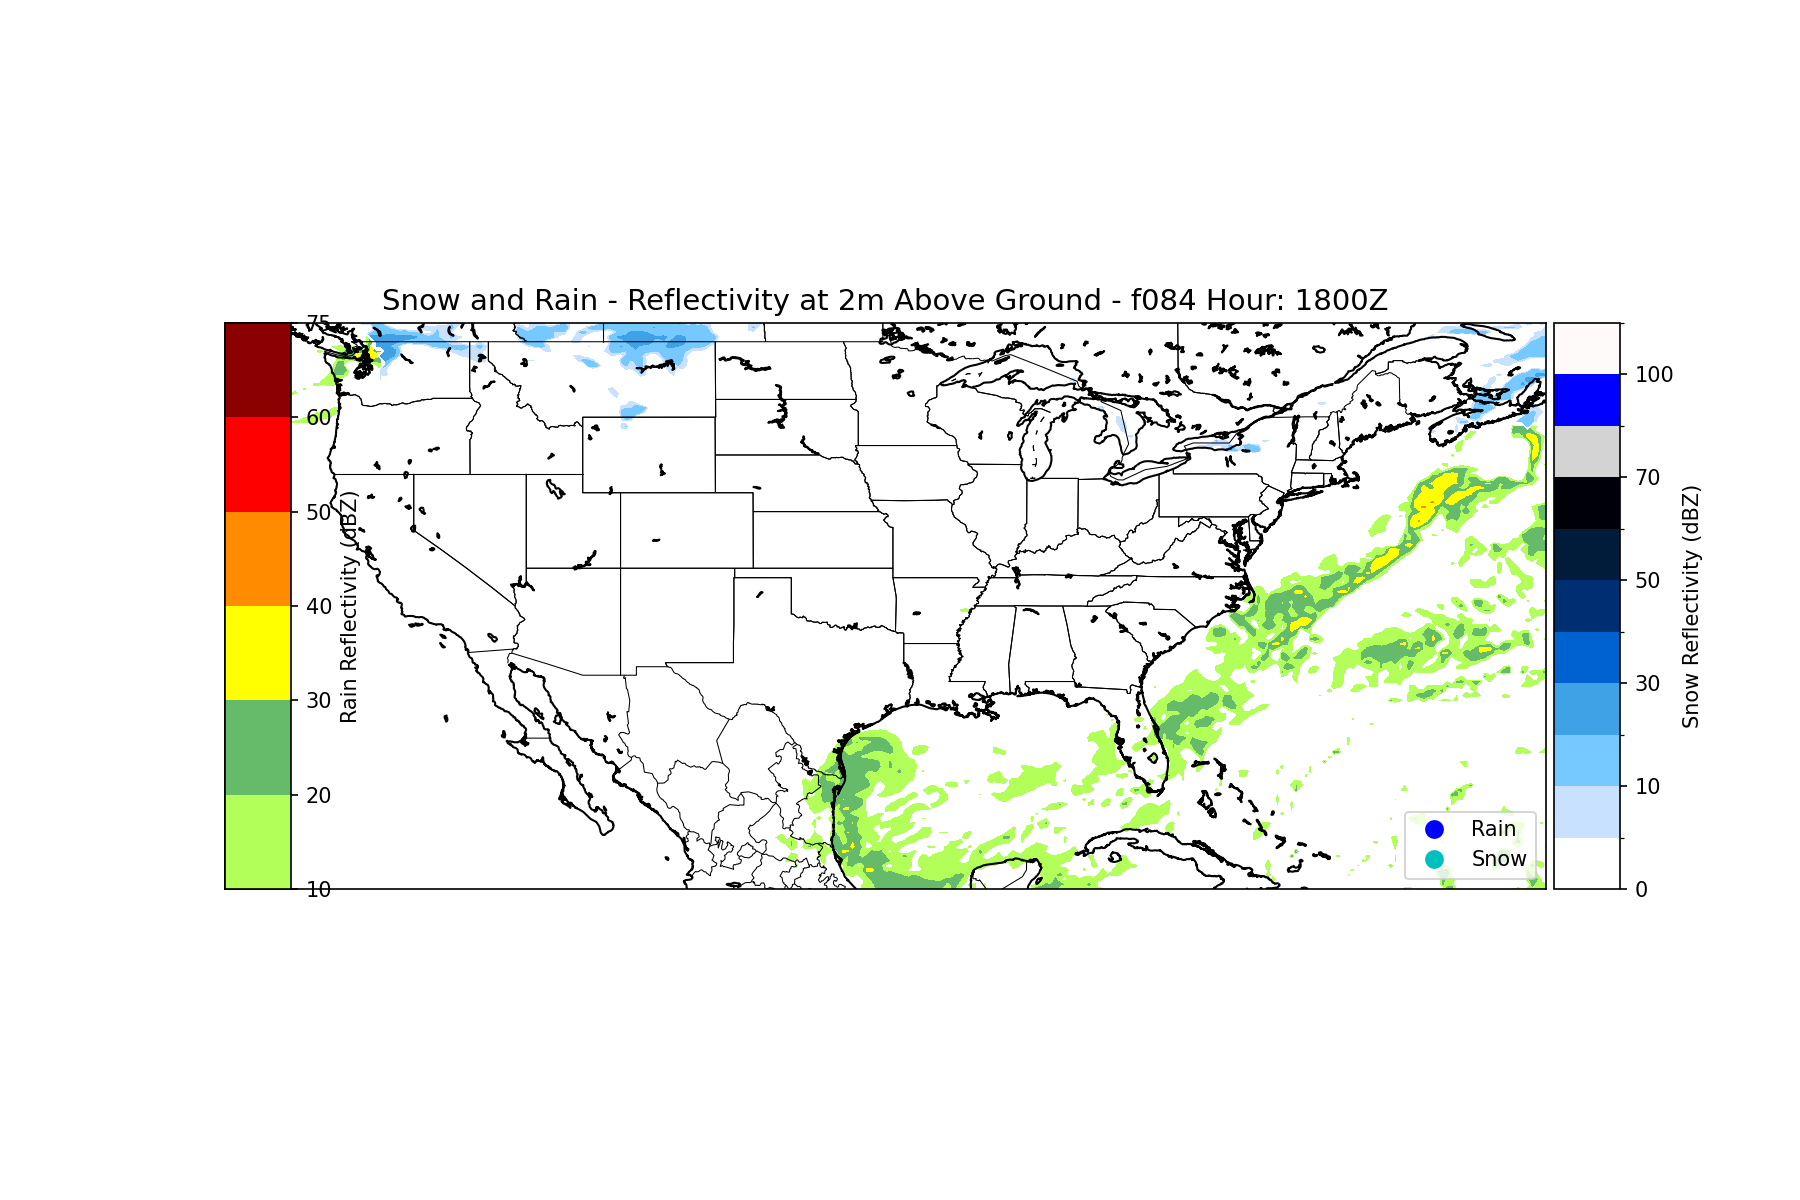 Snow and Rain - Reflectivity at 2m Above Ground - f084 Hour: 1800Z
75
60
50
40
30
20
10
Rain Reflectivity (dBZ)
Rain
Snow
100
70
50
30
10
0
Snow Reflectivity (dBZ)